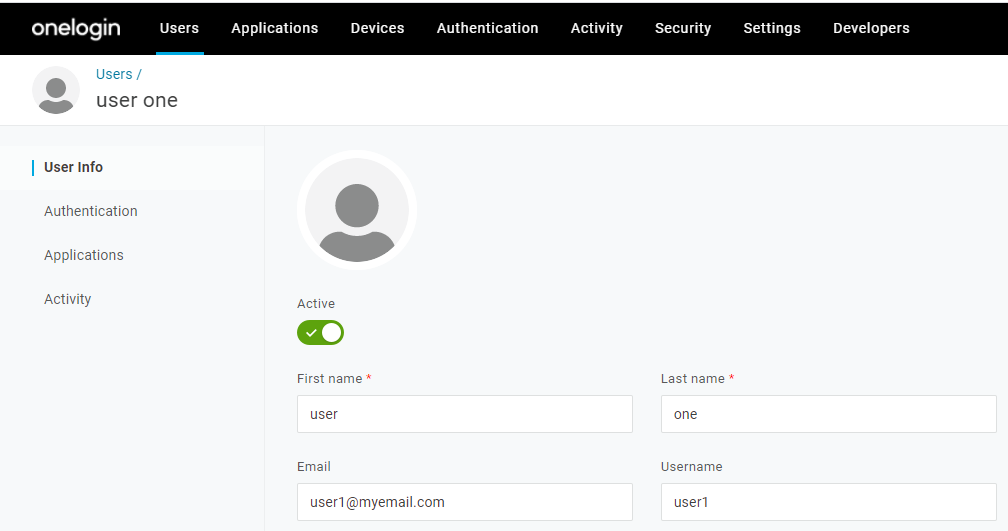 onelogin Users Applications Devices Authentication Activity Security Settings Developers
Users /
user one
User Info
Authentication
Applications
Activity
Active
First name * Last name *
user one
Email Username
user1@myemail.com user1